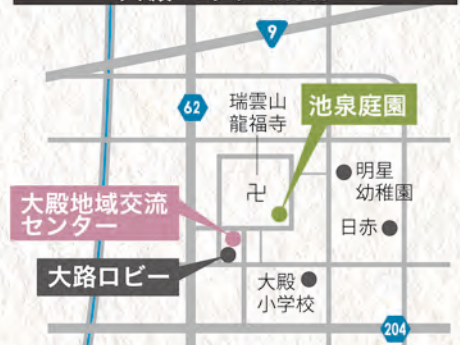 9
62
瑞雲山
龍福寺
池泉庭園
卍
明星
幼稚園
大殿地域交流
センター
日赤
大路ロビー
大殿
小学校
204